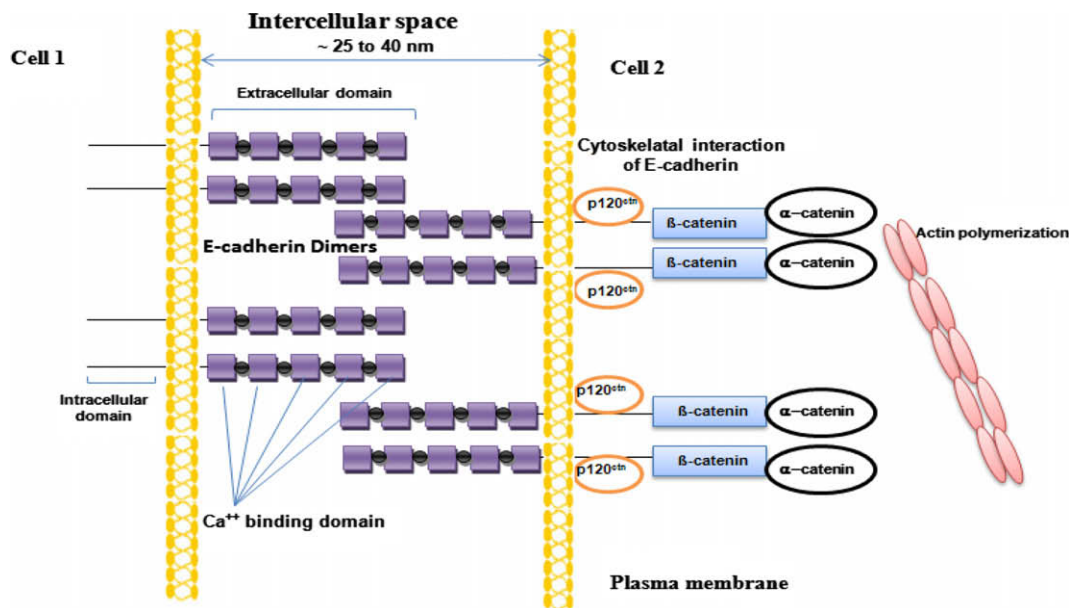 Intercellular space
~ 25 to 40 nm
Cell 1
Cell 2
Extracellular domain
Cytoskelatal interaction
of E-cadherin
p120ctn
ß-catenin
α–catenin
Actin polymerization
E-cadherin Dimers
ß-catenin
α–catenin
p120ctn
Intracellular
domain
p120ctn
ß-catenin
α–catenin
ß-catenin
α–catenin
p120ctn
Ca++ binding domain
Plasma membrane